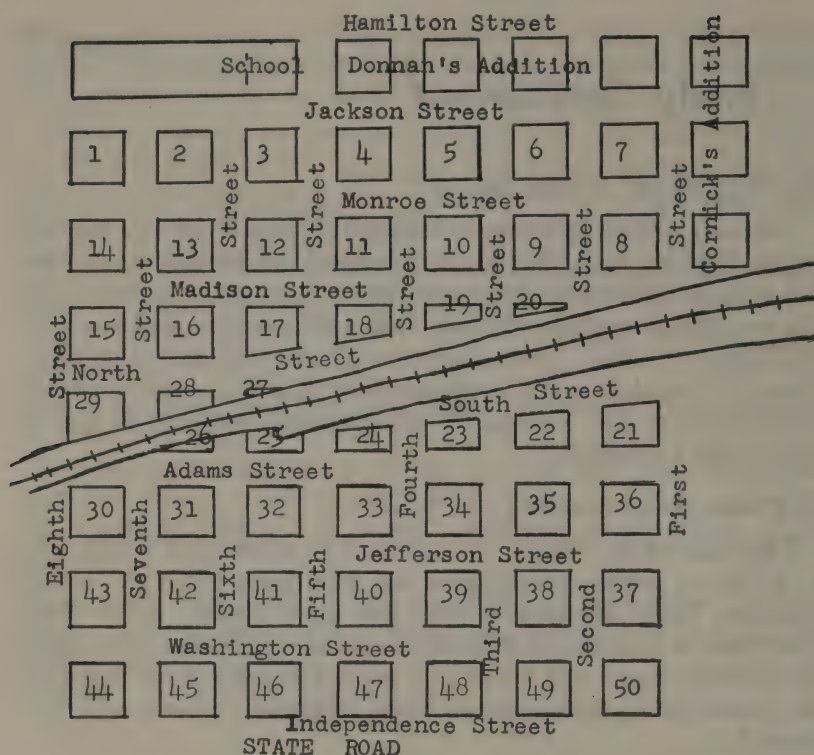 Hamilton Street
School Donnan's Addition
Jackson Street
1 2 3 4 5 6 7
Street Street Street Cornick's Addition
Monroe Street
14 13 12 11 10 9 8
Street Street Street Street
Madison Street
19 20
15 16 17 18
Street
Street
North
28 27
29
South Street
26 25 24 23 22 21
Adams Street
30 31 32 33 34 35 36
Eighth Seventh Fourth First
Jefferson Street
43 42 41 40 39 38 37
Sixth Fifth Third Second
Washington Street
44 45 46 47 48 49 50
Independence Street
STATE ROAD